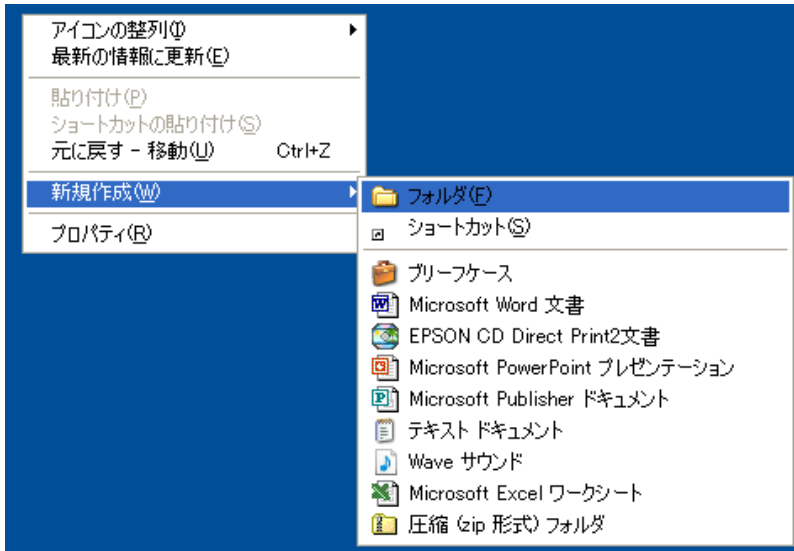 アイコンの整列(I)
最新の情報に更新(E)
貼り付け(P)
ショートカットの貼り付け(S)
元に戻す - 移動(U) Ctrl+Z
新規作成(W)
プロパティ(R)
フォルダ(F)
ショートカット(S)
ブリーフケース
Microsoft Word 文書
EPSON CD Direct Print2文書
Microsoft PowerPoint プレゼンテーション
Microsoft Publisher ドキュメント
テキスト ドキュメント
Wave サウンド
Microsoft Excel ワークシート
圧縮 (zip 形式) フォルダ